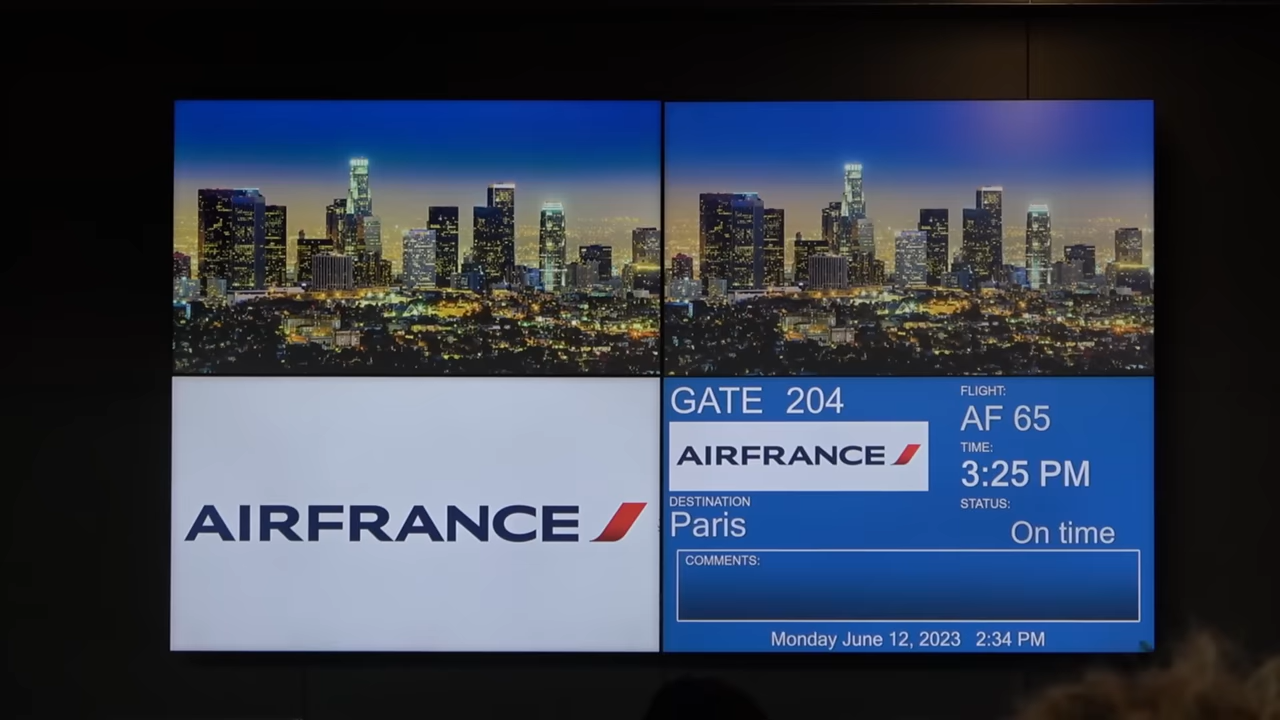 AIRFRANCE
GATE 204
AIRFRANCE
DESTINATION
Paris
FLIGHT:
AF 65
TIME:
3:25 PM
STATUS:
On time
COMMENTS:
Monday June 12, 2023 2:34 PM